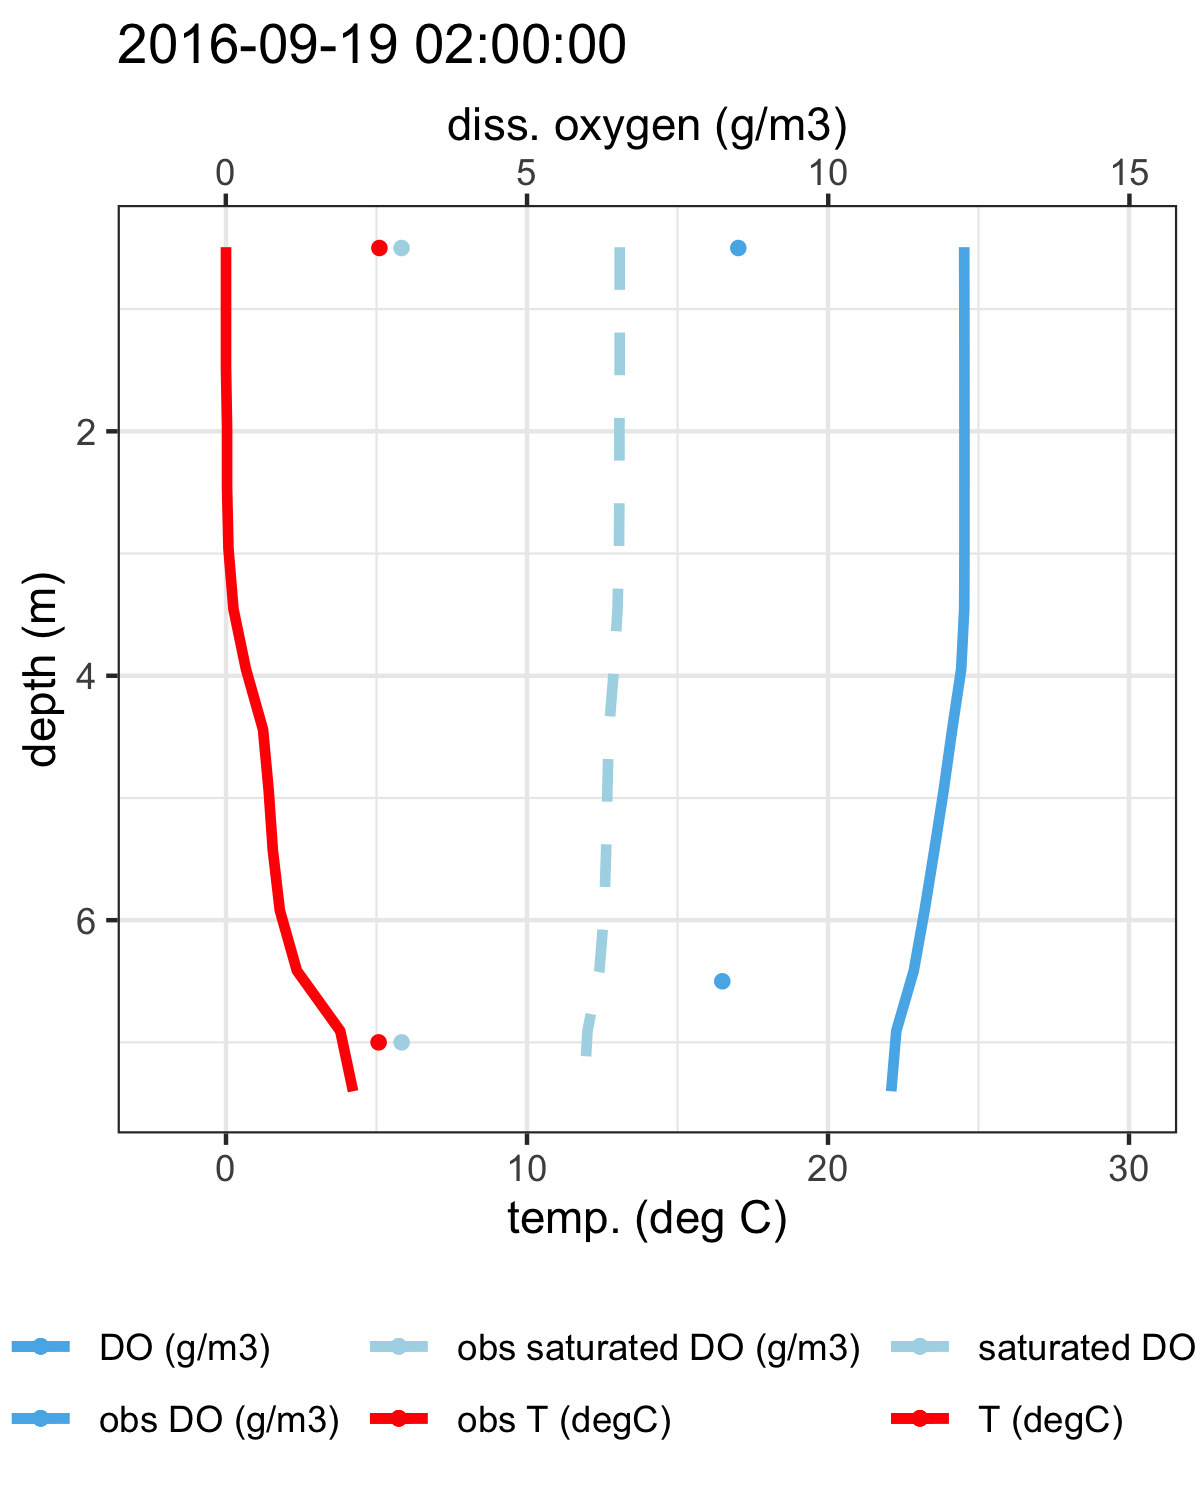 2016-09-19 02:00:00
diss. oxygen (g/m3)
0 5 10 15
depth (m)
2
4
6
0 10 20 30
temp. (deg C)
DO (g/m3) obs saturated DO (g/m3) saturated DO
obs DO (g/m3) obs T (degC) T (degC)